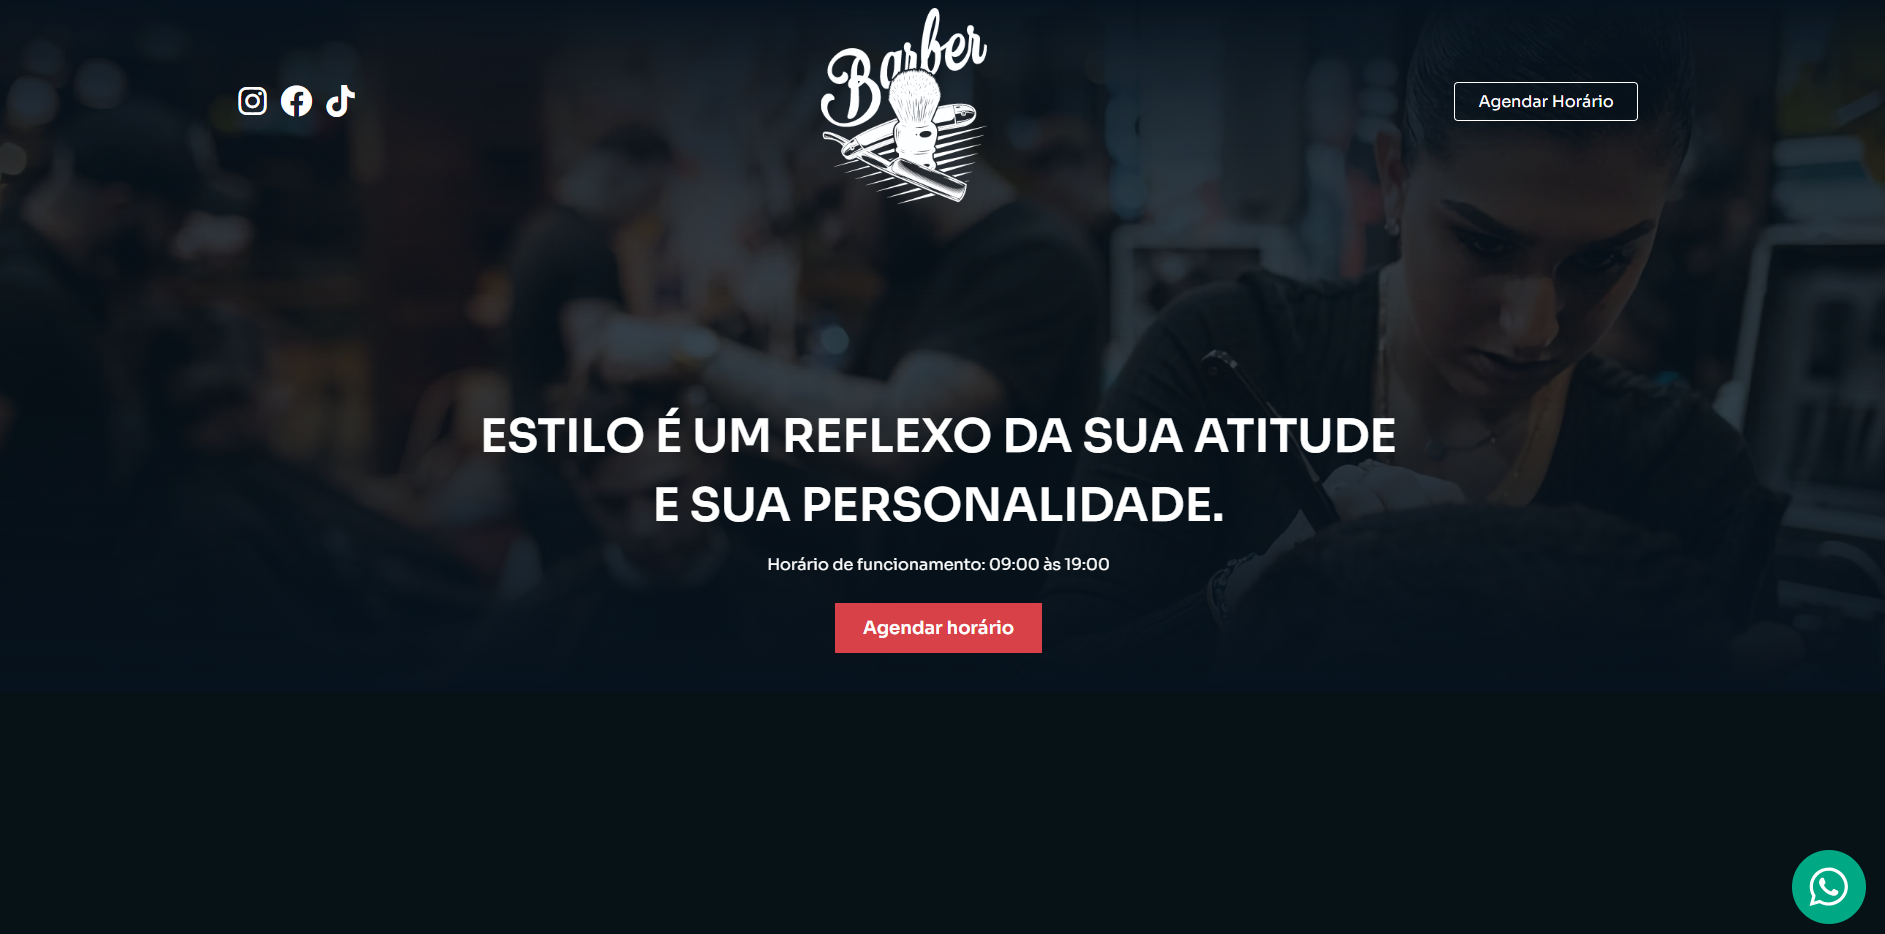 Barber
Agendar Horário
ESTILO É UM REFLEXO DA SUA ATITUDE
E SUA PERSONALIDADE.
Horário de funcionamento: 09:00 às 19:00
Agendar horário